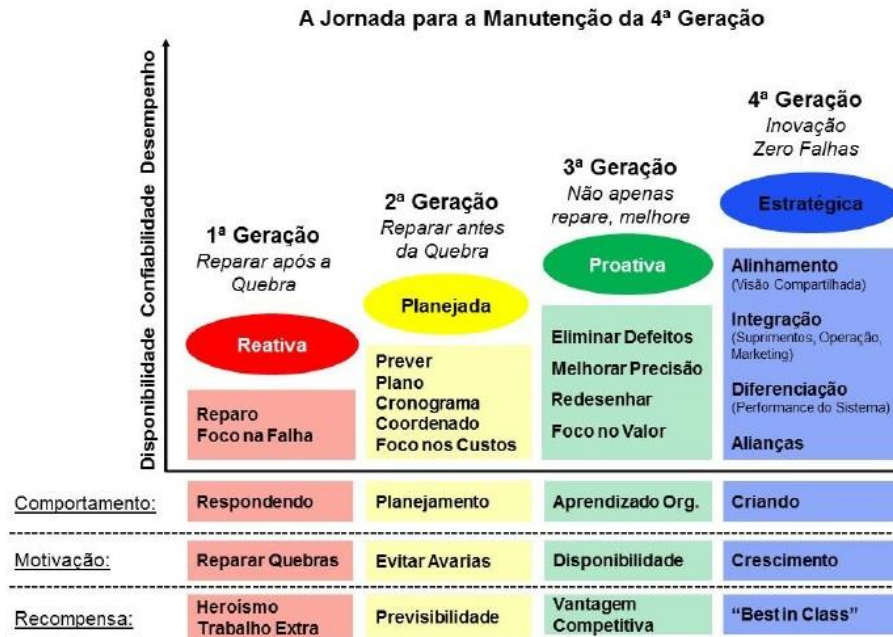 A Jornada para a Manutenção da 4ª Geração
Disponibilidade Confiabilidade Desempenho
1ª Geração
Reparar após a
Quebra
Reativa
Reparo
Foco na Falha
2ª Geração
Reparar antes
da Quebra
Planejada
Prever
Plano
Cronograma
Coordenado
Foco nos Custos
3ª Geração
Não apenas
repare, melhore
Proativa
Eliminar Defeitos
Melhorar Precisão
Redesenhar
Foco no Valor
4ª Geração
Inovação
Zero Falhas
Estratégica
Alinhamento
(Visão Compartilhada)
Integração
(Suprimentos, Operação,
Marketing)
Diferenciação
(Performance do Sistema)
Alianças
Comportamento:
Respondendo
Planejamento
Aprendizado Org.
Criando
Motivação:
Reparar Quebras
Evitar Avarias
Disponibilidade
Crescimento
Recompensa:
Heroísmo
Trabalho Extra
Previsibilidade
Vantagem
Competitiva
“Best in Class”